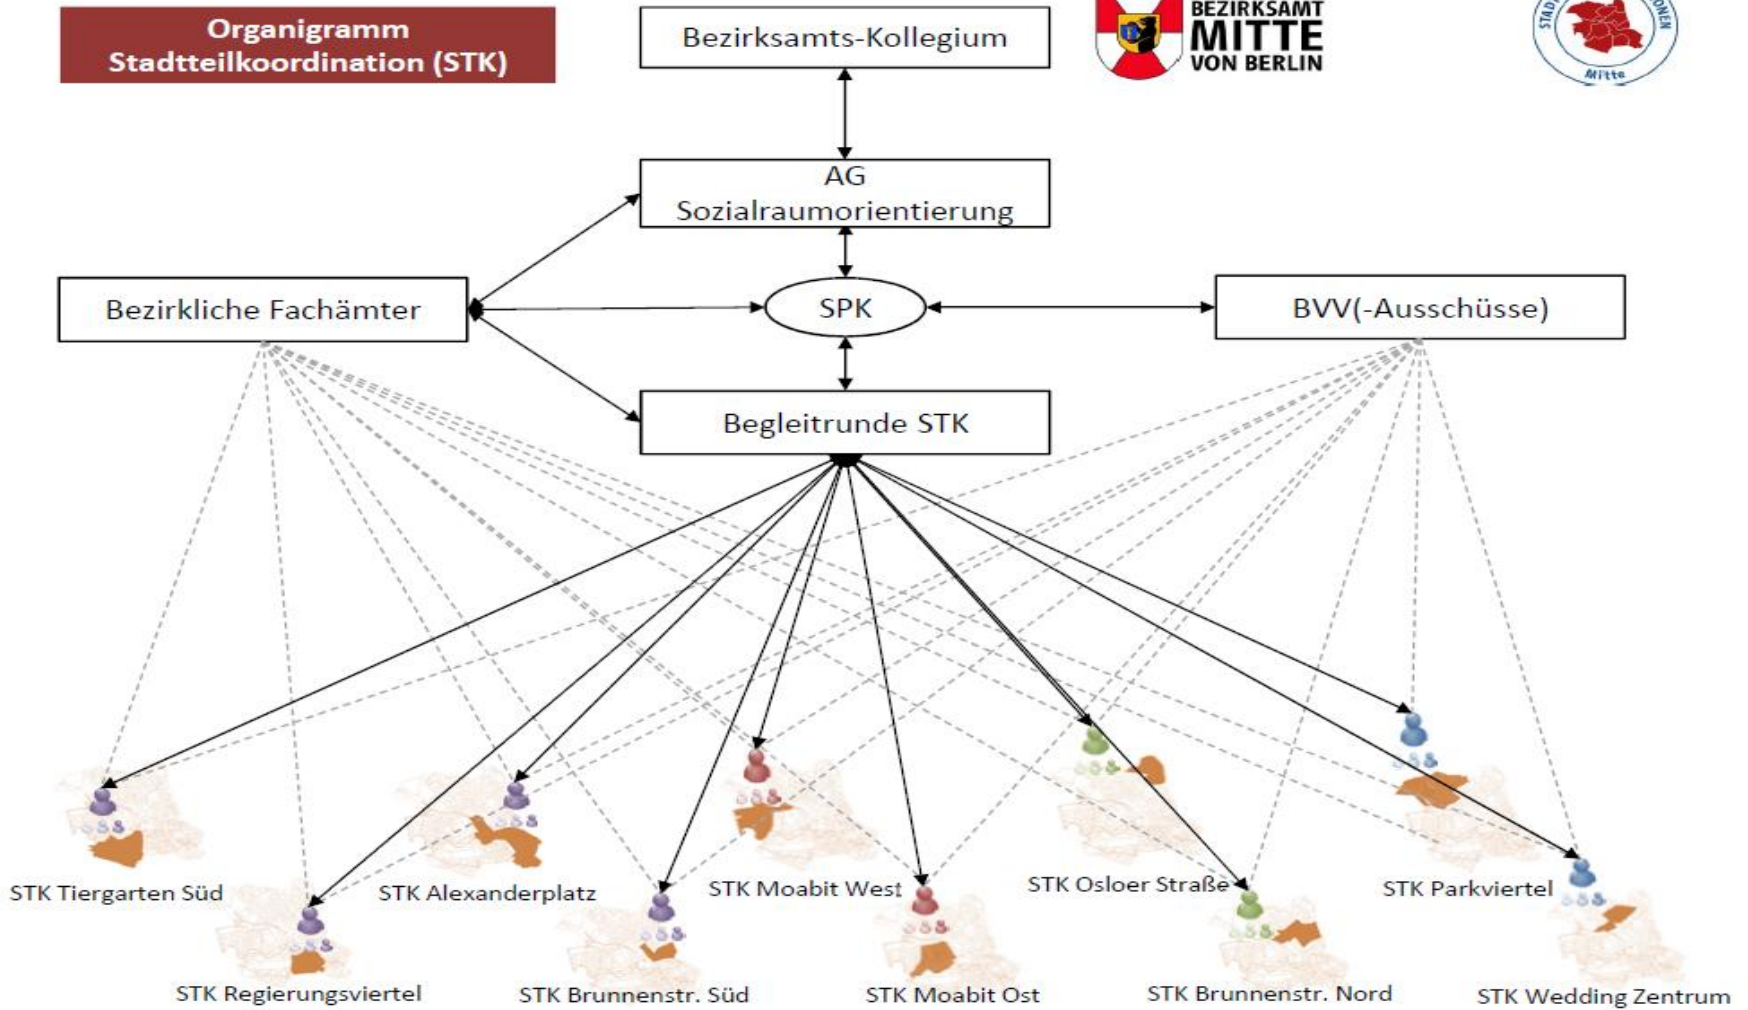 Organigramm
Stadtteilkoordination (STK)
Bezirksamts-Kollegium
BEZIRKSAMT
MITTE
VON BERLIN
Mitte
AG
Sozialraumorientierung
Bezirkliche Fachämter
SPK
BVV(-Ausschüsse)
Begleitrunde STK
STK Tiergarten Süd
STK Alexanderplatz
STK Moabit West
STK Osloer Straße
STK Parkviertel
STK Regierungsviertel
STK Brunnenstr. Süd
STK Moabit Ost
STK Brunnenstr. Nord
STK Wedding Zentrum